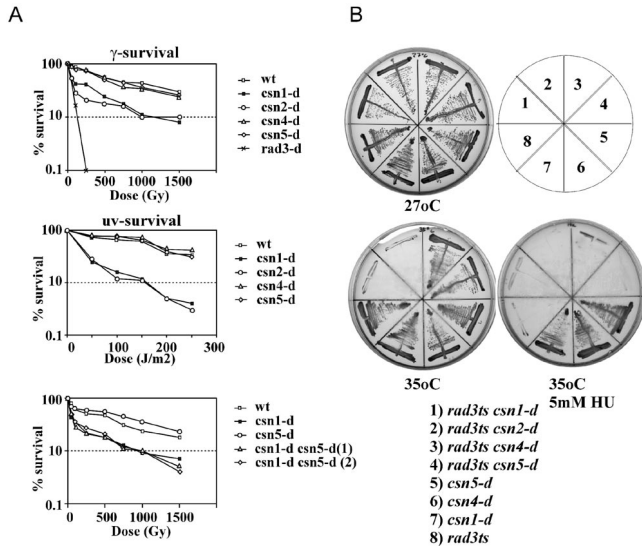 A
γ-survival
% survival
100
10
0.1
0 500 1000 1500
Dose (Gy)
wt
csn1-d
csn2-d
csn4-d
csn5-d
rad3-d
uv-survival
% survival
100
10
0.1
0 100 200 300
Dose (J/m2)
wt
csn1-d
csn2-d
csn4-d
csn5-d
% survival
100
10
0.1
0 500 1000 1500
Dose (Gy)
wt
csn1-d
csn5-d
csn1-d csn5-d(1)
csn1-d csn5-d (2)
B
27oC
1
2
3
4
5
6
7
8
35oC
35oC
5mM HU
1) rad3ts csn1-d
2) rad3ts csn2-d
3) rad3ts csn4-d
4) rad3ts csn5-d
5) csn5-d
6) csn4-d
7) csn1-d
8) rad3ts